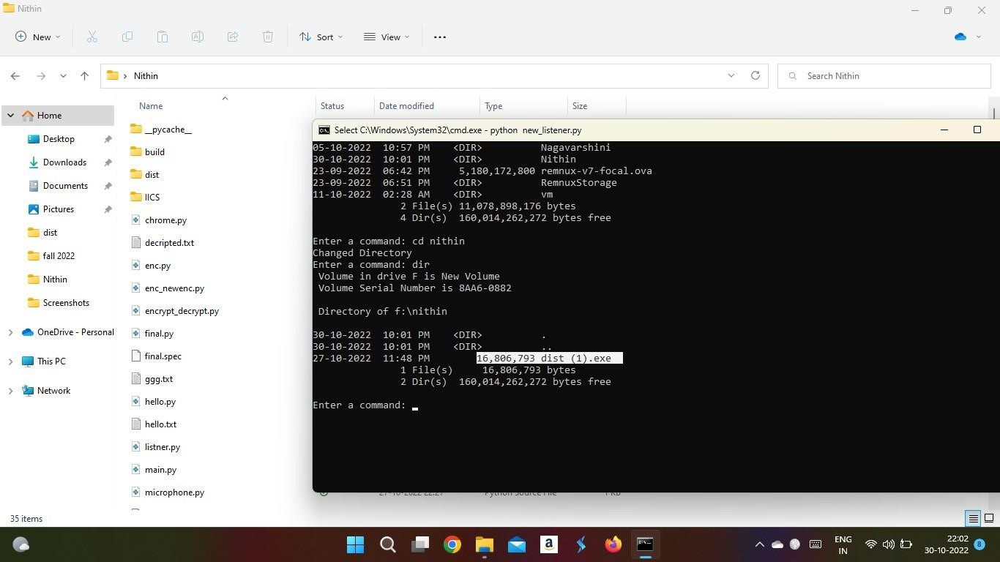 Nithin
New
Sort
View
Nithin
Search Nithin
Name
Status
Date modified
Type
Size
Home
Desktop
Downloads
Documents
Pictures
dist
fall 2022
Nithin
Screenshots
OneDrive - Personal
This PC
Network
__pycache__
build
dist
IICS
chrome.py
decripted.txt
enc.py
enc_newenc.py
encrypt_decrypt.py
final.py
final.spec
ggg.txt
hello.py
hello.txt
listner.py
main.py
microphone.py
Select C:\Windows\System32\cmd.exe - python new_listener.py
05-10-2022 10:57 PM <DIR> Nagavarshini
30-10-2022 10:01 PM <DIR> Nithin
23-09-2022 06:42 PM 5,180,172,800 remnux-v7-focal.ova
23-09-2022 06:51 PM <DIR> RemnuxStorage
11-10-2022 02:28 AM <DIR> vm
2 File(s) 11,078,898,176 bytes
4 Dir(s) 160,014,262,272 bytes free
Enter a command: cd nithin
Changed Directory
Enter a command: dir
Volume in drive F is New Volume
Volume Serial Number is 8AA6-0882
Directory of f:\nithin
30-10-2022 10:01 PM <DIR> .
30-10-2022 10:01 PM <DIR> ..
27-10-2022 11:48 PM 16,806,793 dist (1).exe
1 File(s) 16,806,793 bytes
2 Dir(s) 160,014,262,272 bytes free
Enter a command:
27-10-2022 22:27 Python Source File 1 KB
35 items
ENG
IN
22:02
30-10-2022
8